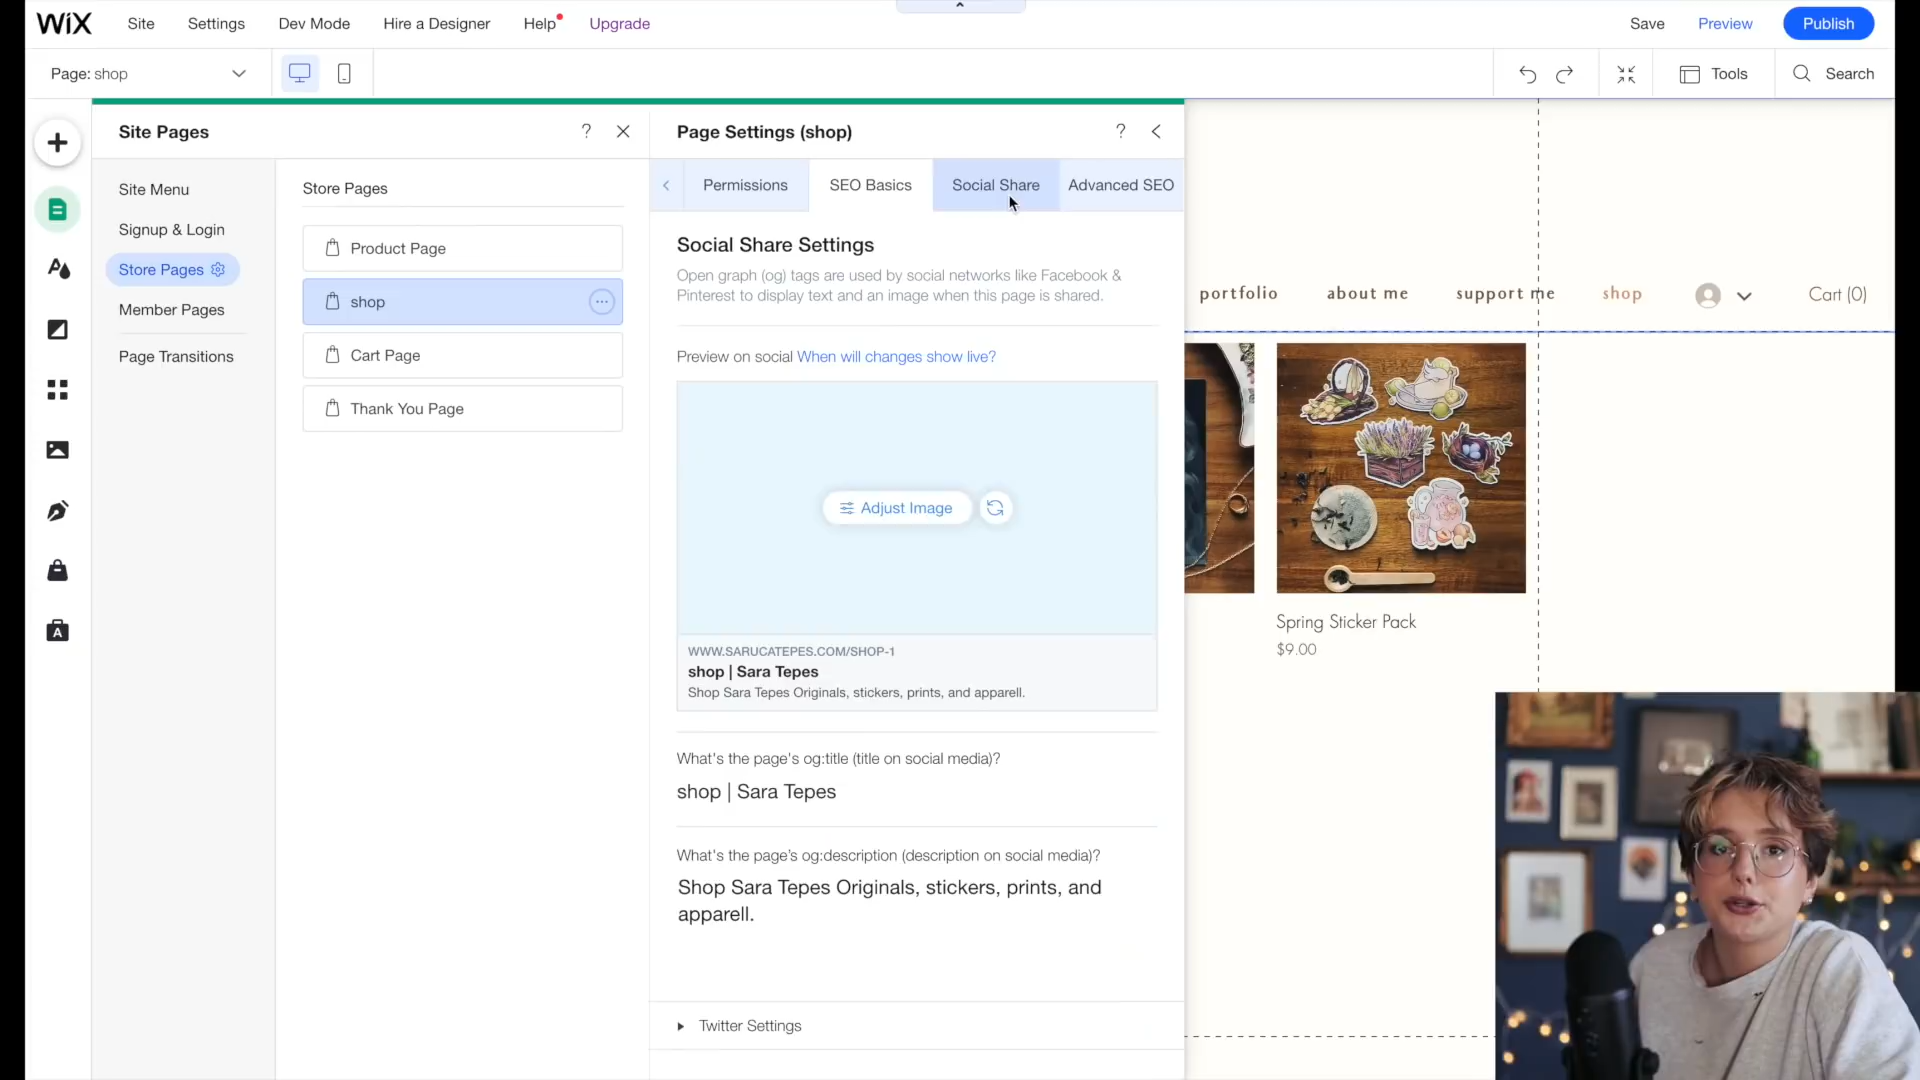 WiX
Site
Settings
Dev Mode
Hire a Designer
Help
Upgrade
Save
Preview
Publish
Page: shop
Tools
Search
Site Pages
?
Page Settings (shop)
?
Site Menu
Signup & Login
Store Pages
Member Pages
Page Transitions
Store Pages
Product Page
shop
Cart Page
Thank You Page
Permissions
SEO Basics
Social Share
Advanced SEO
Social Share Settings
Open graph (og) tags are used by social networks like Facebook &
Pinterest to display text and an image when this page is shared.
Preview on social When will changes show live?
Adjust Image
WWW.SARUCATEPES.COM/SHOP-1
shop | Sara Tepes
Shop Sara Tepes Originals, stickers, prints, and apparell.
What's the page's og:title (title on social media)?
shop | Sara Tepes
What's the page's og:description (description on social media)?
Shop Sara Tepes Originals, stickers, prints, and
apparell.
Twitter Settings
portfolio
about me
support me
shop
Cart (0)
Spring Sticker Pack
$9.00
A